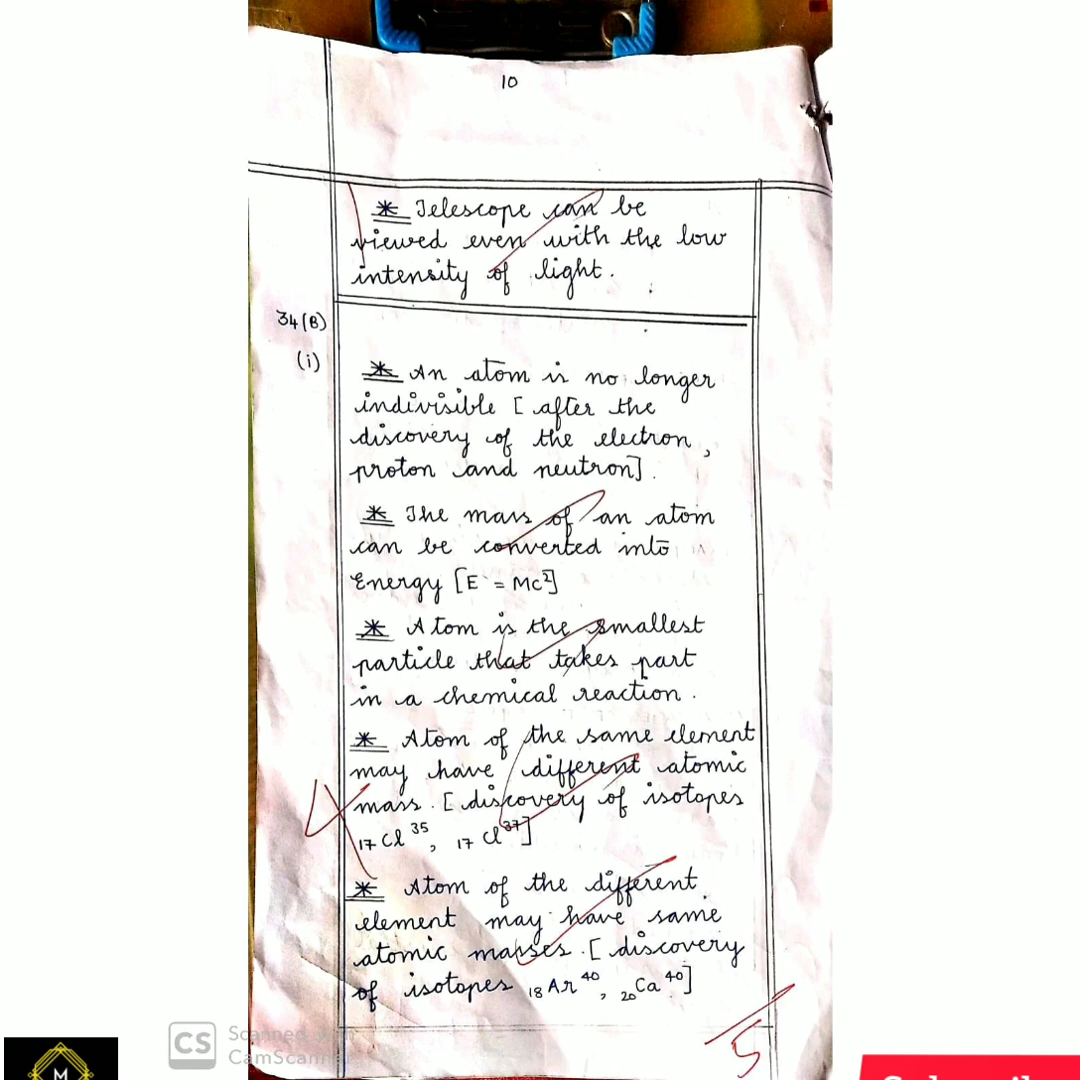 10
* Telescope can be
viewed even with the low
intensity of light.
34(B)
(i)
* An atom is no longer
indivisible [after the
discovery of the electron,
proton and neutron].
* The mass of an atom
can be converted into
Energy [E = Mc²]
* Atom is the smallest
particle that takes part
in a chemical reaction.
* Atom of the same element
may have different atomic
mass. [discovery of isotopes
₁₇Cl³⁵, ₁₇Cl³⁷]
4
* Atom of the different
element may have same
atomic masses. [discovery
of isotopes ₁₈Ar⁴⁰, ₂₀Ca⁴⁰]
5
CS
CamScanner
M